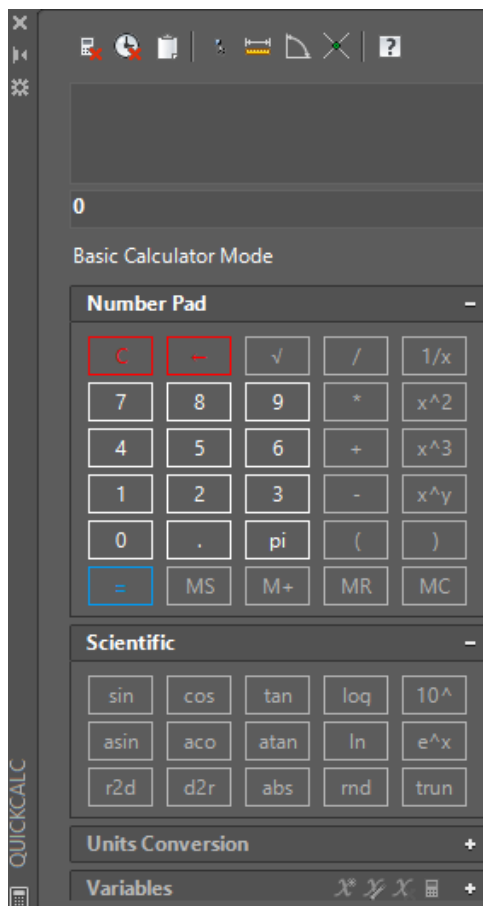 ?
0
Basic Calculator Mode
Number Pad -
C ← √ / 1/x
7 8 9 * x^2
4 5 6 + x^3
1 2 3 - x^y
0 . pi ( )
= MS M+ MR MC
Scientific -
sin cos tan log 10^
asin aco atan ln e^x
r2d d2r abs rnd trun
Units Conversion +
Variables +
QUICKCALC